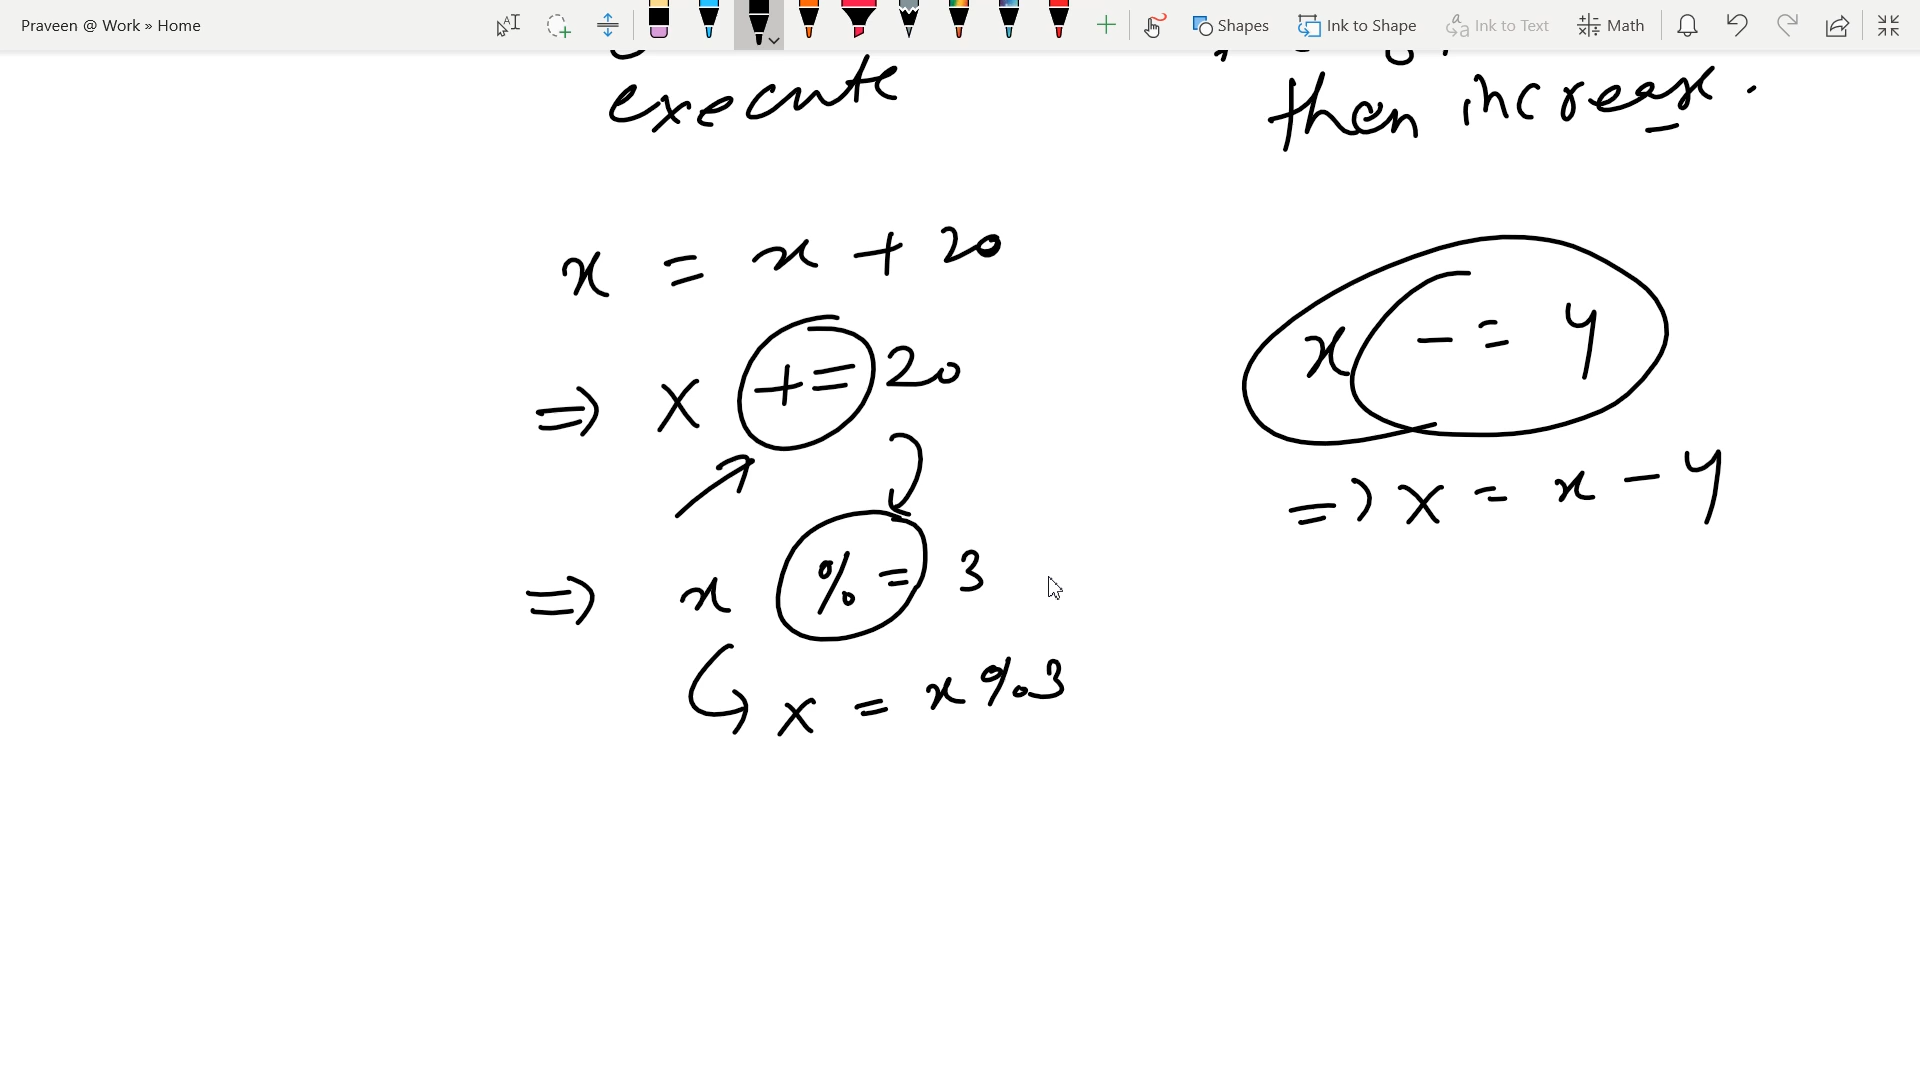 Praveen @ Work » Home
Shapes
Ink to Shape
Ink to Text
Math
execute
then increase.
x = x + 20
⇒ x += 20
⇒ x %= 3
x = x % 3
x -= y
⇒ x = x - y